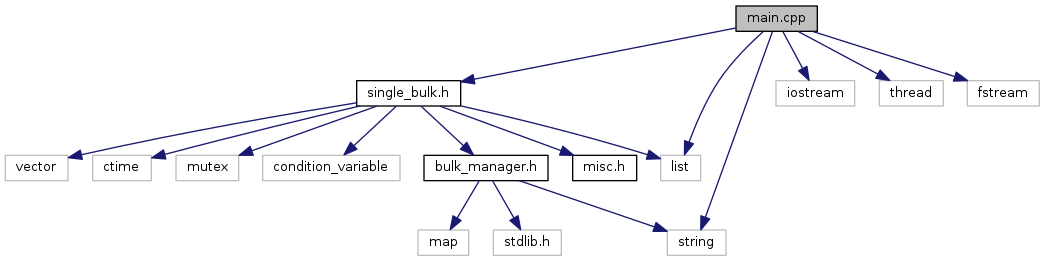 main.cpp
single_bulk.h
iostream
thread
fstream
vector
ctime
mutex
condition_variable
bulk_manager.h
misc.h
list
map
stdlib.h
string